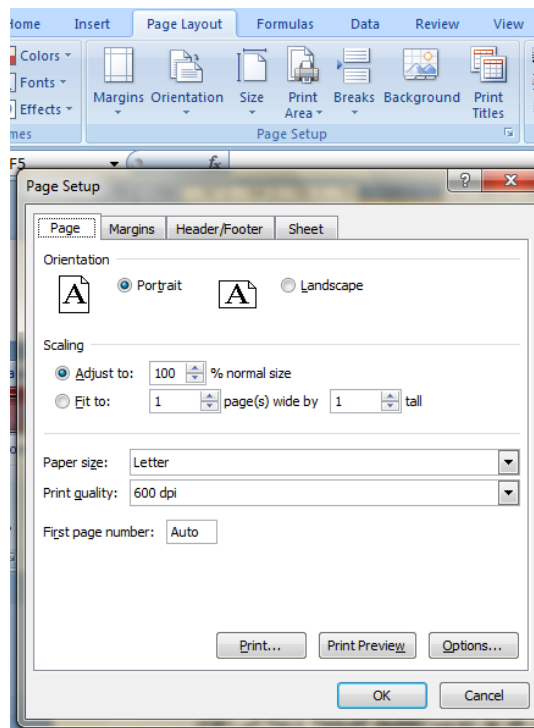 Home Insert Page Layout Formulas Data Review View
Colors
Fonts
Effects
Margins Orientation Size Print Area Breaks Background Print Titles
Page Setup
F5 fx
Page Setup ?
Page Margins Header/Footer Sheet
Orientation
A Portrait A Landscape
Scaling
Adjust to: 100 % normal size
Fit to: 1 page(s) wide by 1 tall
Paper size: Letter
Print quality: 600 dpi
First page number: Auto
Print... Print Preview Options...
OK Cancel